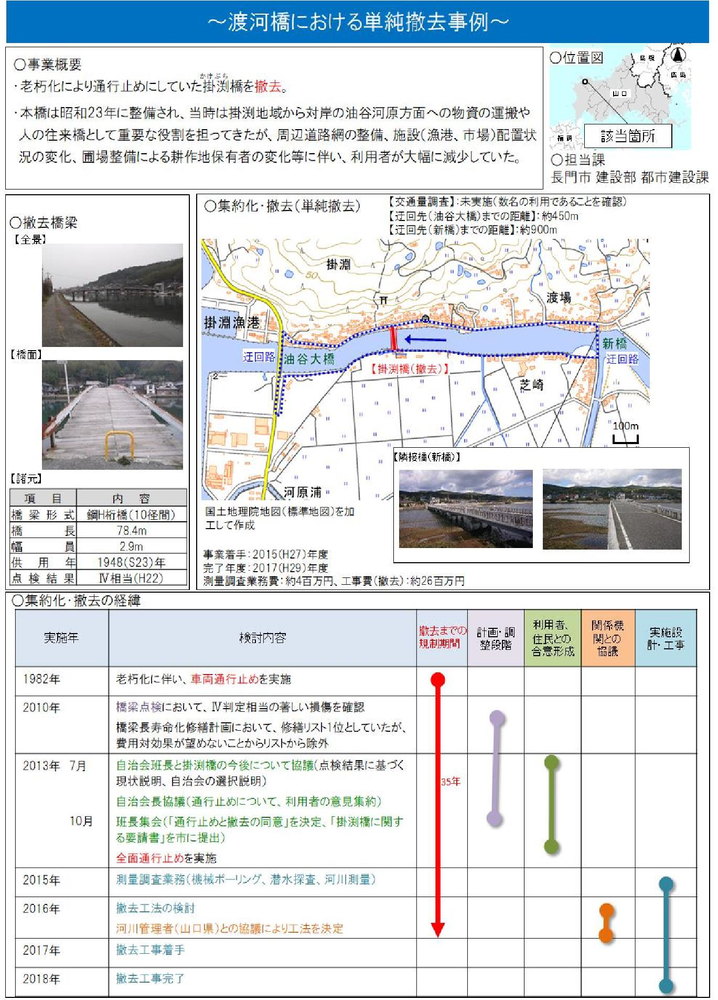 ～渡河橋における単純撤去事例～
○事業概要
かけぶち
・老朽化により通行止めにしていた掛渕橋を撤去。
・本橋は昭和23年に整備され、当時は掛渕地域から対岸の油谷河原方面への物資の運搬や
人の往来橋として重要な役割を担ってきたが、周辺道路網の整備、施設（漁港、市場）配置状
況の変化、圃場整備による耕作地保有者の変化等に伴い、利用者が大幅に減少していた。
○位置図
島根
広島
山口
福岡
該当箇所
○担当課
長門市 建設部 都市建設課
○撤去橋梁
【全景】
【橋面】
【諸元】
項　目　内　容
橋梁形式　鋼H桁橋（10径間）
橋　長　78.4m
幅　員　2.9m
供用年　1948（S23）年
点検結果　Ⅳ相当（H22）
○集約化・撤去（単純撤去）
【交通量調査】：未実施（数名の利用であることを確認）
【迂回先（油谷大橋）までの距離】：約450m
【迂回先（新橋）までの距離】：約900m
掛淵
50
渡場
掛淵漁港
新橋
迂回路
油谷大橋
迂回路
【掛渕橋（撤去）】
2
芝崎
100m
河原浦
【隣接橋（新橋）】
国土地理院地図（標準地図）を加
工して作成
事業着手：2015（H27）年度
完了年度：2017（H29）年度
測量調査業務費：約4百万円、工事費（撤去）：約26百万円
○集約化・撤去の経緯
実施年
検討内容
撤去までの
規制期間
計画・調
整段階
利用者、
住民との
合意形成
関係機
関との
協議
実施設
計・工事
1982年　老朽化に伴い、車両通行止めを実施
2010年　橋梁点検において、Ⅳ判定相当の著しい損傷を確認
橋梁長寿命化修繕計画において、修繕リスト1位としていたが、
費用対効果が望めないことからリストから除外
2013年　7月　自治会班長と掛渕橋の今後について協議（点検結果に基づく
現状説明、自治会の選択説明）
35年
自治会長協議（通行止めについて、利用者の意見集約）
10月　班長集会（「通行止めと撤去の同意」を決定、「掛渕橋に関す
る要請書」を市に提出）
全面通行止めを実施
2015年　測量調査業務（機械ボーリング、潜水探査、河川測量）
2016年　撤去工法の検討
河川管理者（山口県）との協議により工法を決定
2017年　撤去工事着手
2018年　撤去工事完了